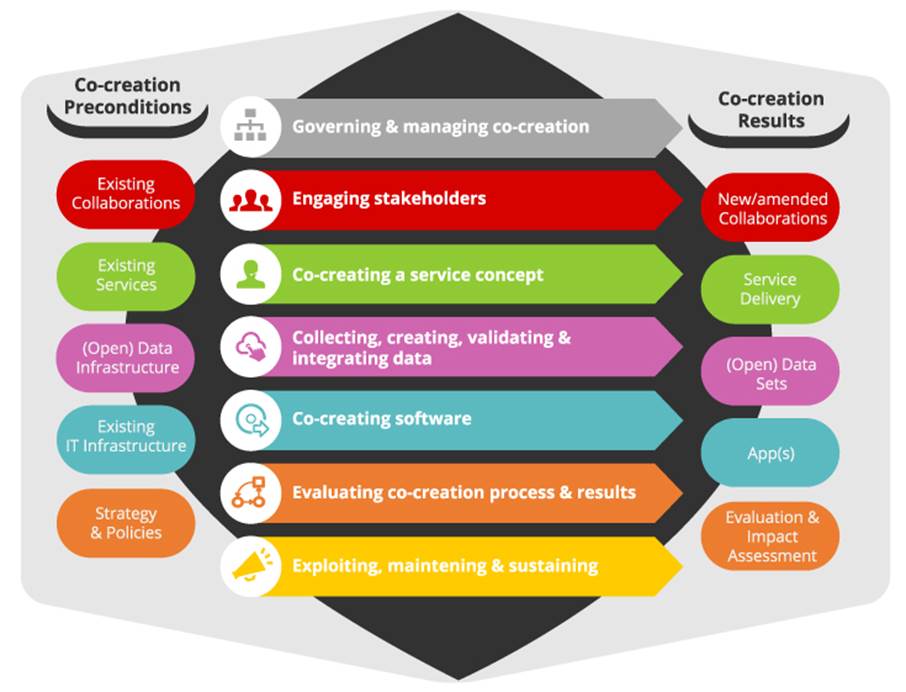 Co-creation
Preconditions
Existing
Collaborations
Existing
Services
(Open) Data
Infrastructure
Existing
IT Infrastructure
Strategy
& Policies
Governing & managing co-creation
Engaging stakeholders
Co-creating a service concept
Collecting, creating, validating &
integrating data
Co-creating software
Evaluating co-creation process & results
Exploiting, maintening & sustaining
Co-creation
Results
New/amended
Collaborations
Service
Delivery
(Open) Data
Sets
App(s)
Evaluation &
Impact
Assessment